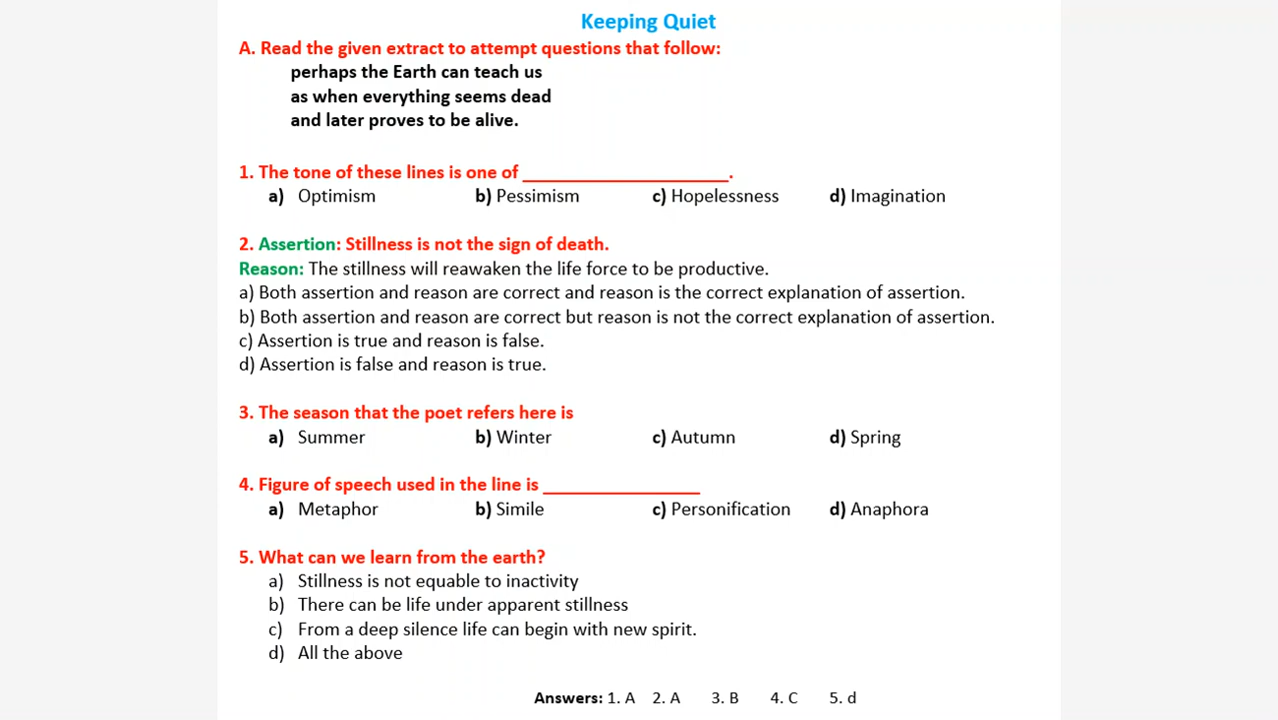 Keeping Quiet
A. Read the given extract to attempt questions that follow:
perhaps the Earth can teach us
as when everything seems dead
and later proves to be alive.
1. The tone of these lines is one of ______________________.
a) Optimism b) Pessimism c) Hopelessness d) Imagination
2. Assertion: Stillness is not the sign of death.
Reason: The stillness will reawaken the life force to be productive.
a) Both assertion and reason are correct and reason is the correct explanation of assertion.
b) Both assertion and reason are correct but reason is not the correct explanation of assertion.
c) Assertion is true and reason is false.
d) Assertion is false and reason is true.
3. The season that the poet refers here is
a) Summer b) Winter c) Autumn d) Spring
4. Figure of speech used in the line is _________________
a) Metaphor b) Simile c) Personification d) Anaphora
5. What can we learn from the earth?
a) Stillness is not equable to inactivity
b) There can be life under apparent stillness
c) From a deep silence life can begin with new spirit.
d) All the above
Answers: 1. A 2. A 3. B 4. C 5. d